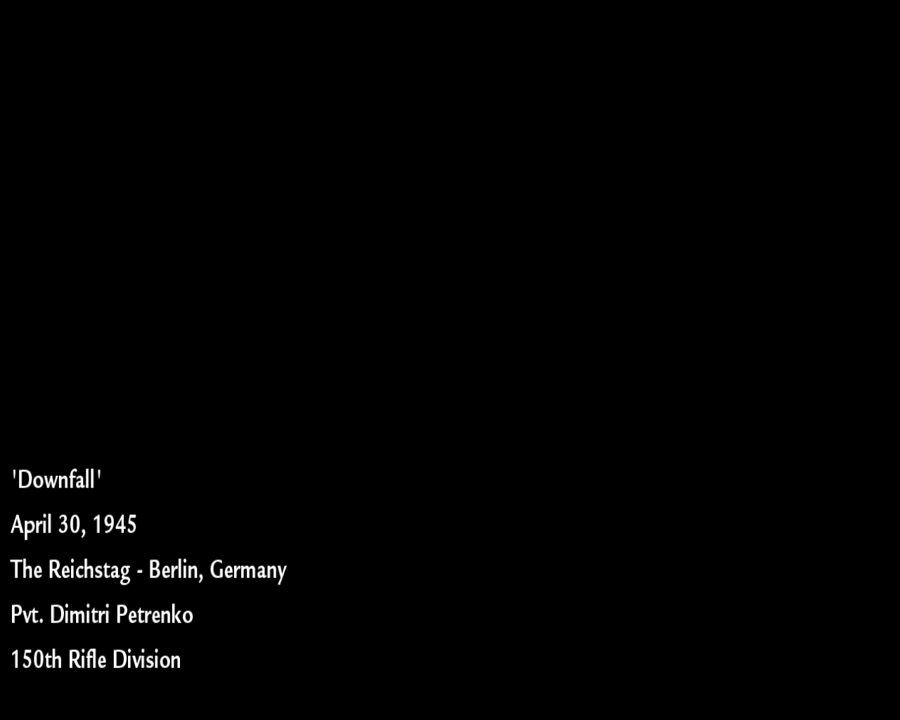 'Downfall'
April 30, 1945
The Reichstag - Berlin, Germany
Pvt. Dimitri Petrenko
150th Rifle Division